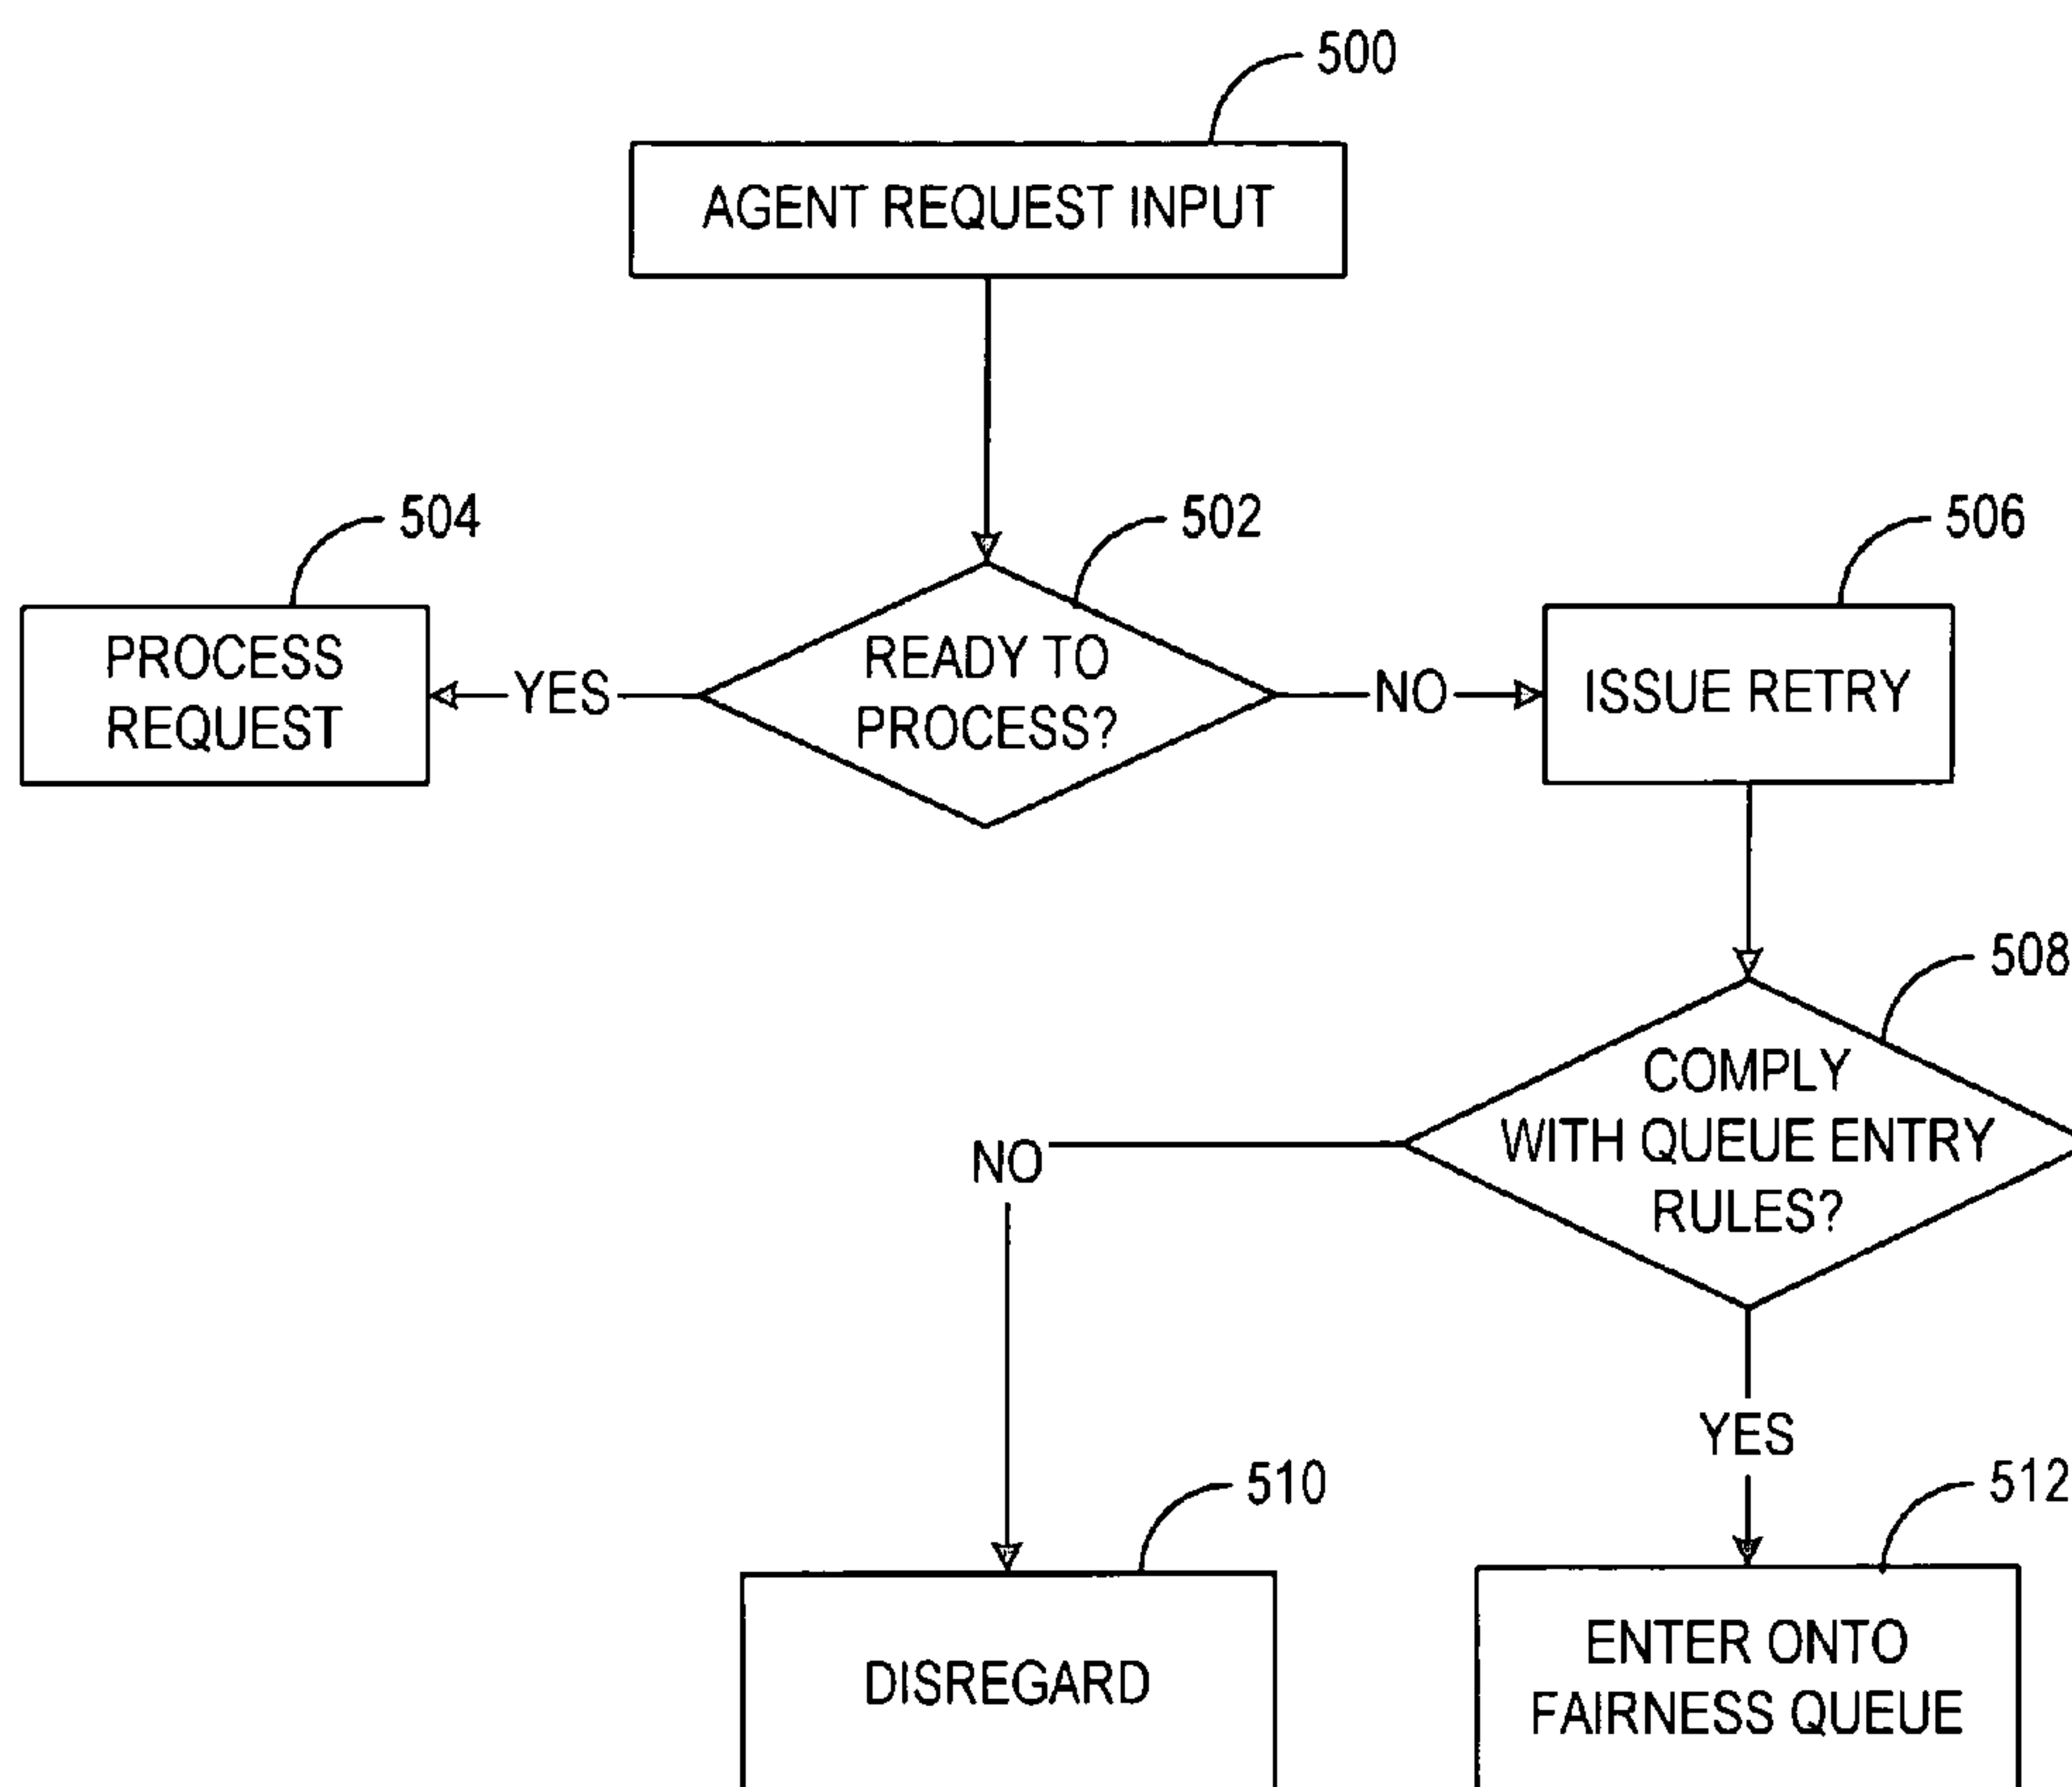 500
AGENT REQUEST INPUT
504
502
506
PROCESS
REQUEST
YES
READY TO
PROCESS?
NO
ISSUE RETRY
508
COMPLY
WITH QUEUE ENTRY
RULES?
NO
YES
510
512
DISREGARD
ENTER ONTO
FAIRNESS QUEUE